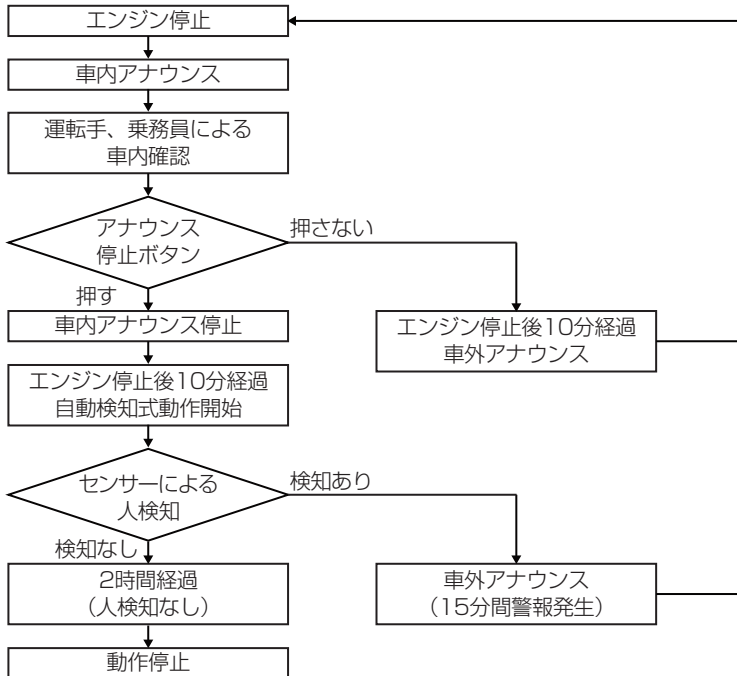 エンジン停止
車内アナウンス
運転手、乗務員による
車内確認
アナウンス
停止ボタン
押さない
押す
車内アナウンス停止
エンジン停止後10分経過
車外アナウンス
エンジン停止後10分経過
自動検知式動作開始
センサーによる
人検知
検知あり
検知なし
2時間経過
（人検知なし）
車外アナウンス
（15分間警報発生）
動作停止